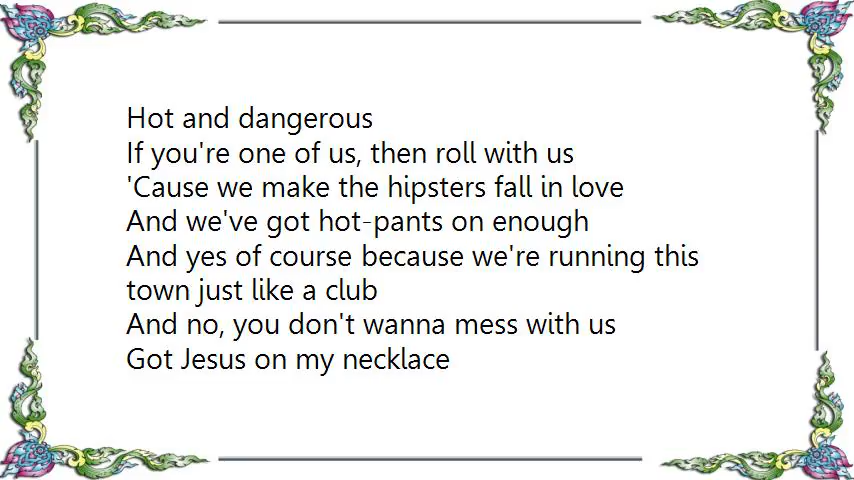 Hot and dangerous
If you're one of us, then roll with us
'Cause we make the hipsters fall in love
And we've got hot-pants on enough
And yes of course because we're running this
town just like a club
And no, you don't wanna mess with us
Got Jesus on my necklace